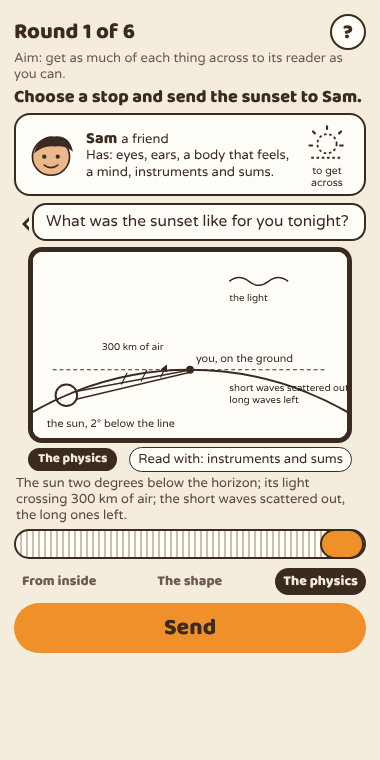 Round 1 of 6
?
Aim: get as much of each thing across to its reader as
you can.
Choose a stop and send the sunset to Sam.
Sam a friend
Has: eyes, ears, a body that feels,
a mind, instruments and sums.
to get
across
What was the sunset like for you tonight?
the light
300 km of air
you, on the ground
short waves scattered out
long waves left
the sun, 2° below the line
The physics
Read with: instruments and sums
The sun two degrees below the horizon; its light
crossing 300 km of air; the short waves scattered out,
the long ones left.
From inside
The shape
The physics
Send